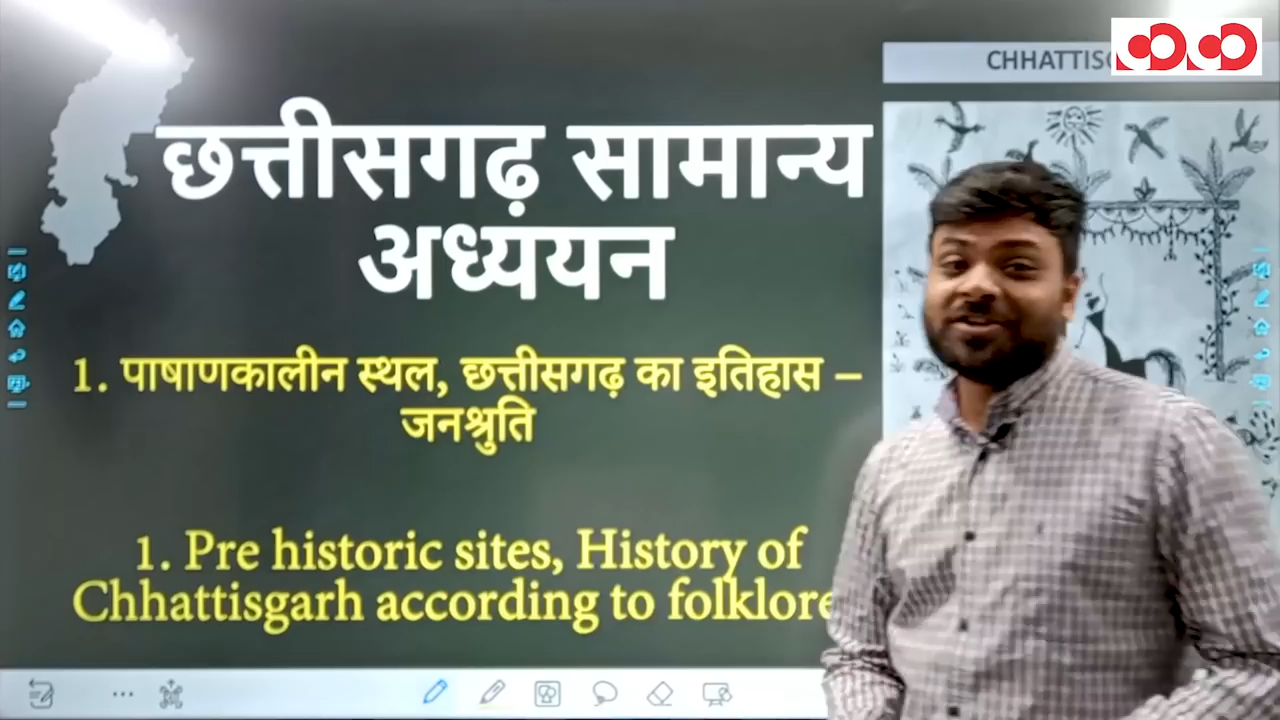 CHHATTISG
छत्तीसगढ़ सामान्य
अध्ययन
1. पाषाणकालीन स्थल, छत्तीसगढ़ का इतिहास –
जनश्रुति
1. Pre historic sites, History of
Chhattisgarh according to folklore